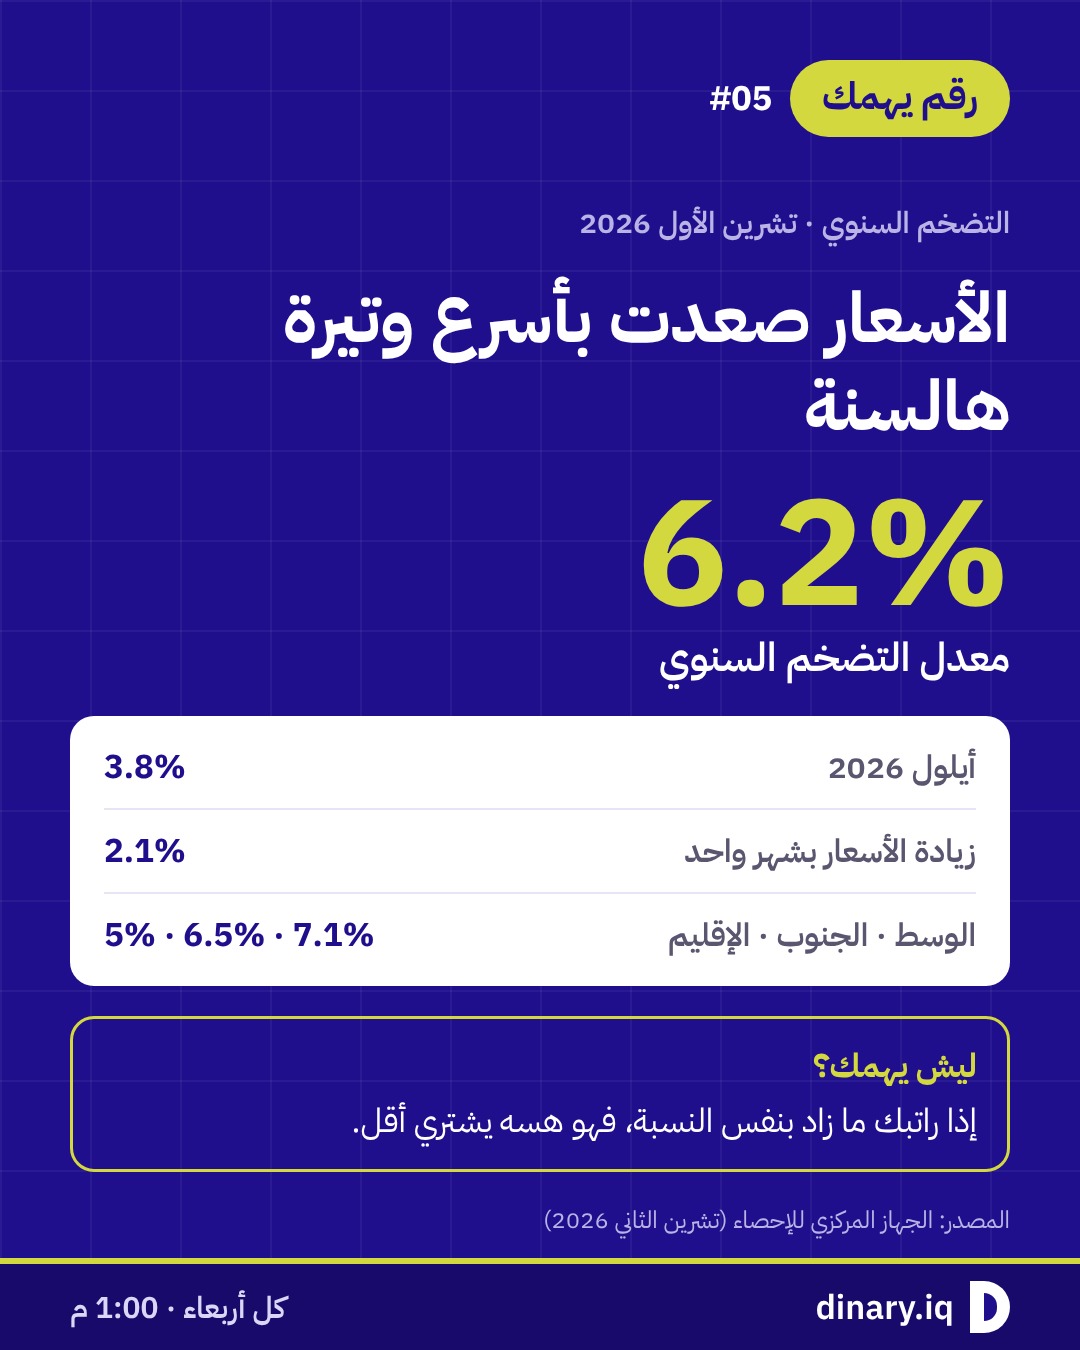 رقم يهمك #05
التضخم السنوي · تشرين الأول 2026
الأسعار صعدت بأسرع وتيرة
هالسنة
6.2%
معدل التضخم السنوي
أيلول 2026 3.8%
زيادة الأسعار بشهر واحد 2.1%
الوسط · الجنوب · الإقليم 5% · 6.5% · 7.1%
ليش يهمك؟
إذا راتبك ما زاد بنفس النسبة، فهو هسه يشتري أقل.
المصدر: الجهاز المركزي للإحصاء (تشرين الثاني 2026)
dinary.iq كل أربعاء · 1:00 م